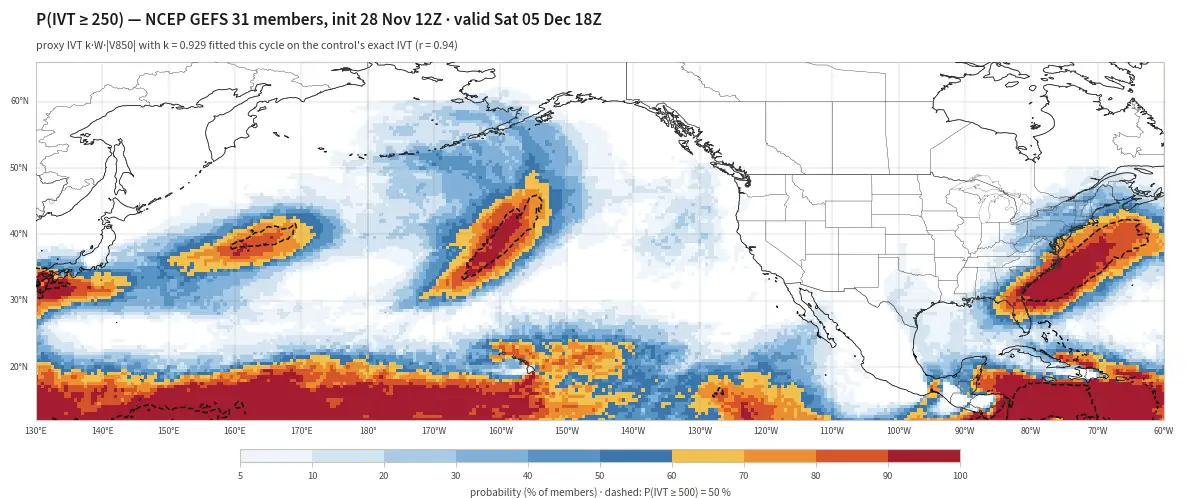 P(IVT ≥ 250) — NCEP GEFS 31 members, init 28 Nov 12Z · valid Sat 05 Dec 18Z
proxy IVT k·W·|V850| with k = 0.929 fitted this cycle on the control's exact IVT (r = 0.94)
60°N
50°N
40°N
30°N
20°N
130°E 140°E 150°E 160°E 170°E 180° 170°W 160°W 150°W 140°W 130°W 120°W 110°W 100°W 90°W 80°W 70°W 60°W
5 10 20 30 40 50 60 70 80 90 100
probability (% of members) · dashed: P(IVT ≥ 500) = 50 %